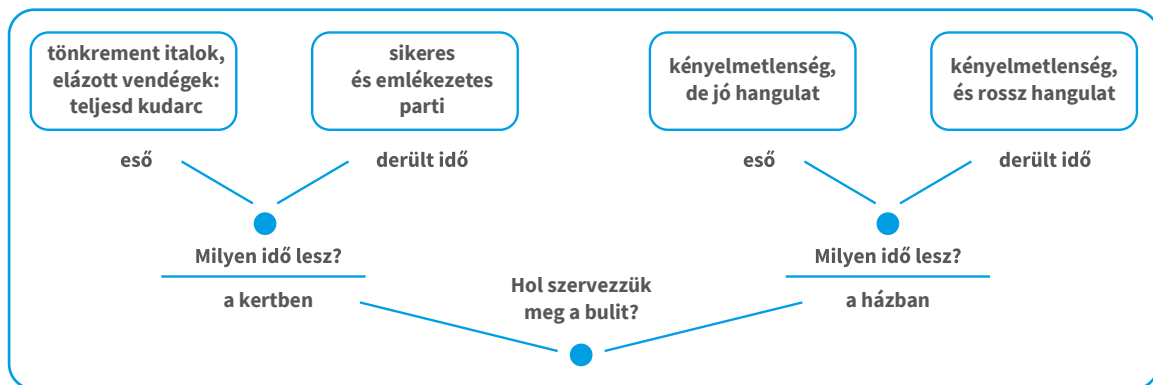 tönkrement italok,
elázott vendégek:
teljesd kudarc
sikeres
és emlékezetes
parti
kényelmetlenség,
de jó hangulat
kényelmetlenség,
és rossz hangulat
eső
derült idő
eső
derült idő
Milyen idő lesz?
a kertben
Milyen idő lesz?
a házban
Hol szervezzük
meg a bulit?